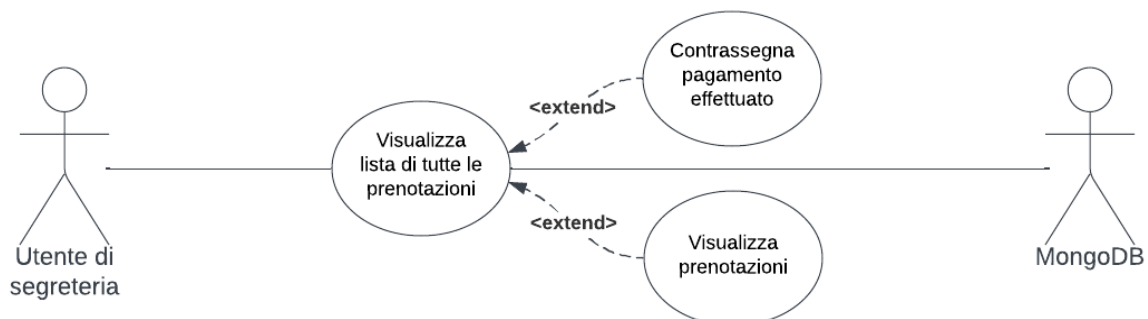 Contrassegna
pagamento
effettuato
<extend>
Visualizza
lista di tutte le
prenotazioni
<extend>
Visualizza
prenotazioni
Utente di
segreteria
MongoDB